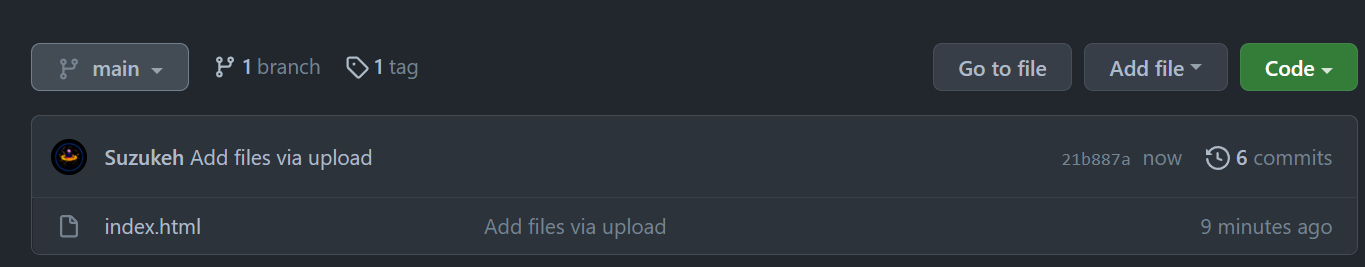 main 1 branch 1 tag Go to file Add file Code
Suzukeh Add files via upload 21b887a now 6 commits
index.html Add files via upload 9 minutes ago